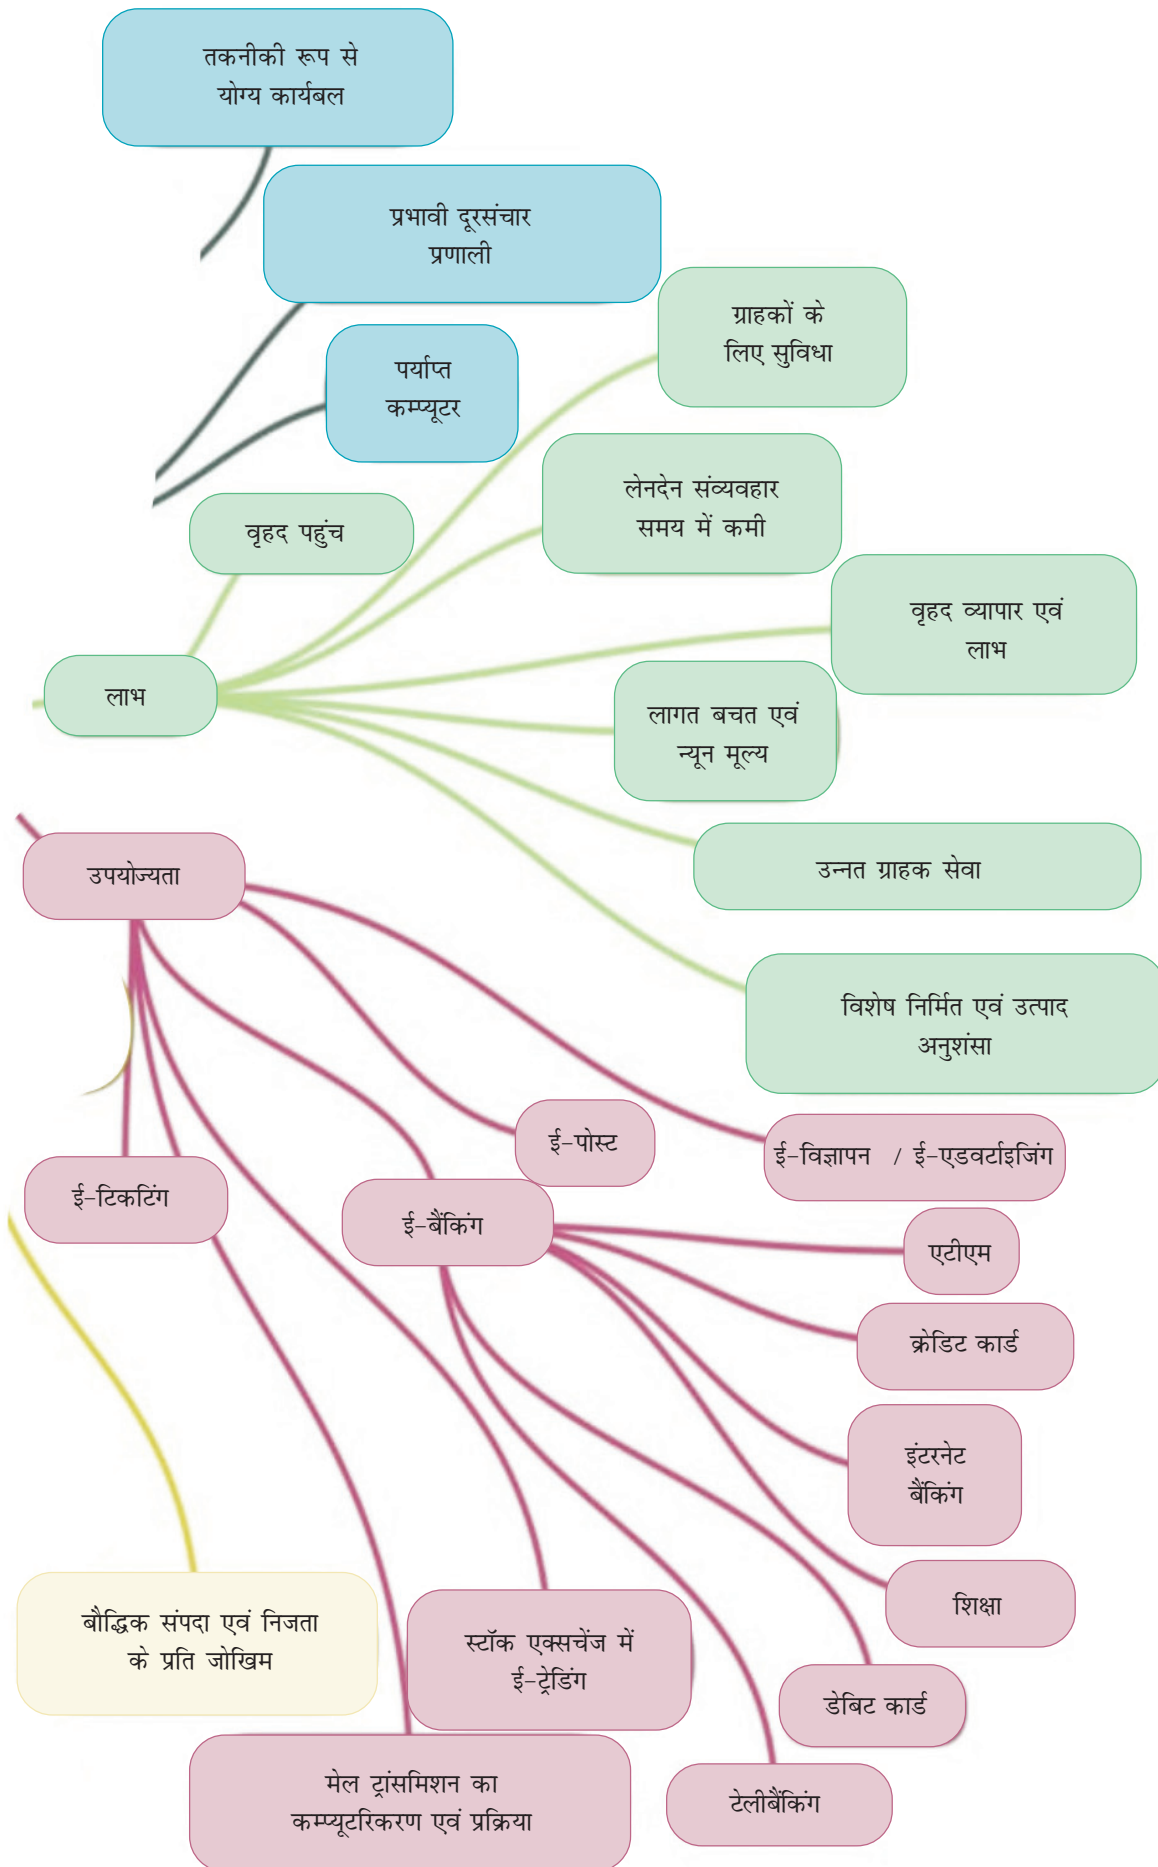 तकनीकी रूप से
योग्य कार्यबल
प्रभावी दूरसंचार
प्रणाली
ग्राहकों के
लिए सुविधा
पर्याप्त
कम्प्यूटर
लेनदेन संव्यवहार
समय में कमी
वृहद पहुंच
वृहद व्यापार एवं
लाभ
लाभ
लागत बचत एवं
न्यून मूल्य
उन्नत ग्राहक सेवा
उपयोज्यता
विशेष निर्मित एवं उत्पाद
अनुशंसा
ई-पोस्ट
ई-विज्ञापन / ई-एडवर्टाइजिंग
ई-टिकटिंग
ई-बैंकिंग
एटीएम
क्रेडिट कार्ड
इंटरनेट
बैंकिंग
शिक्षा
बौद्धिक संपदा एवं निजता
के प्रति जोखिम
स्टॉक एक्सचेंज में
ई-ट्रेडिंग
डेबिट कार्ड
मेल ट्रांसमिशन का
कम्प्यूटरिकरण एवं प्रक्रिया
टेलीबैंकिंग